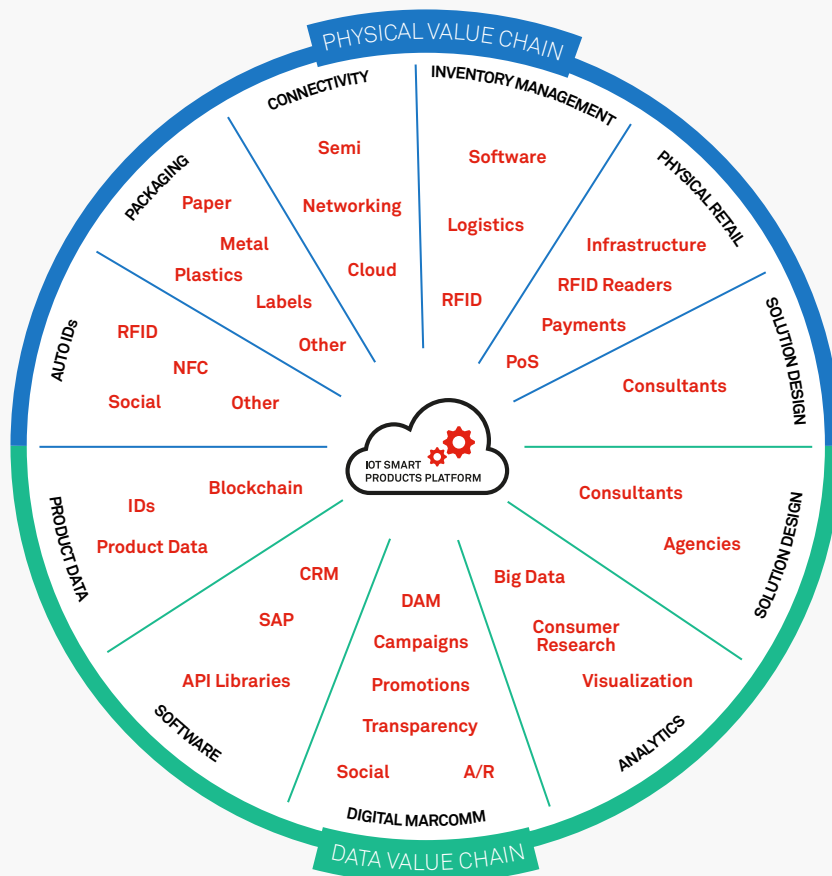 PHYSICAL VALUE CHAIN
CONNECTIVITY
Semi
Networking
Cloud
INVENTORY MANAGEMENT
Software
Logistics
RFID
PHYSICAL RETAIL
Infrastructure
RFID Readers
Payments
PoS
SOLUTION DESIGN
Consultants
PACKAGING
Paper
Metal
Plastics
Labels
Other
AUTO IDs
RFID
NFC
Social
Other
IOT SMART
PRODUCTS PLATFORM
PRODUCT DATA
Blockchain
IDs
Product Data
SOFTWARE
CRM
SAP
API Libraries
DIGITAL MARCOMM
DAM
Campaigns
Promotions
Transparency
Social
A/R
ANALYTICS
Big Data
Consumer
Research
Visualization
SOLUTION DESIGN
Consultants
Agencies
DATA VALUE CHAIN